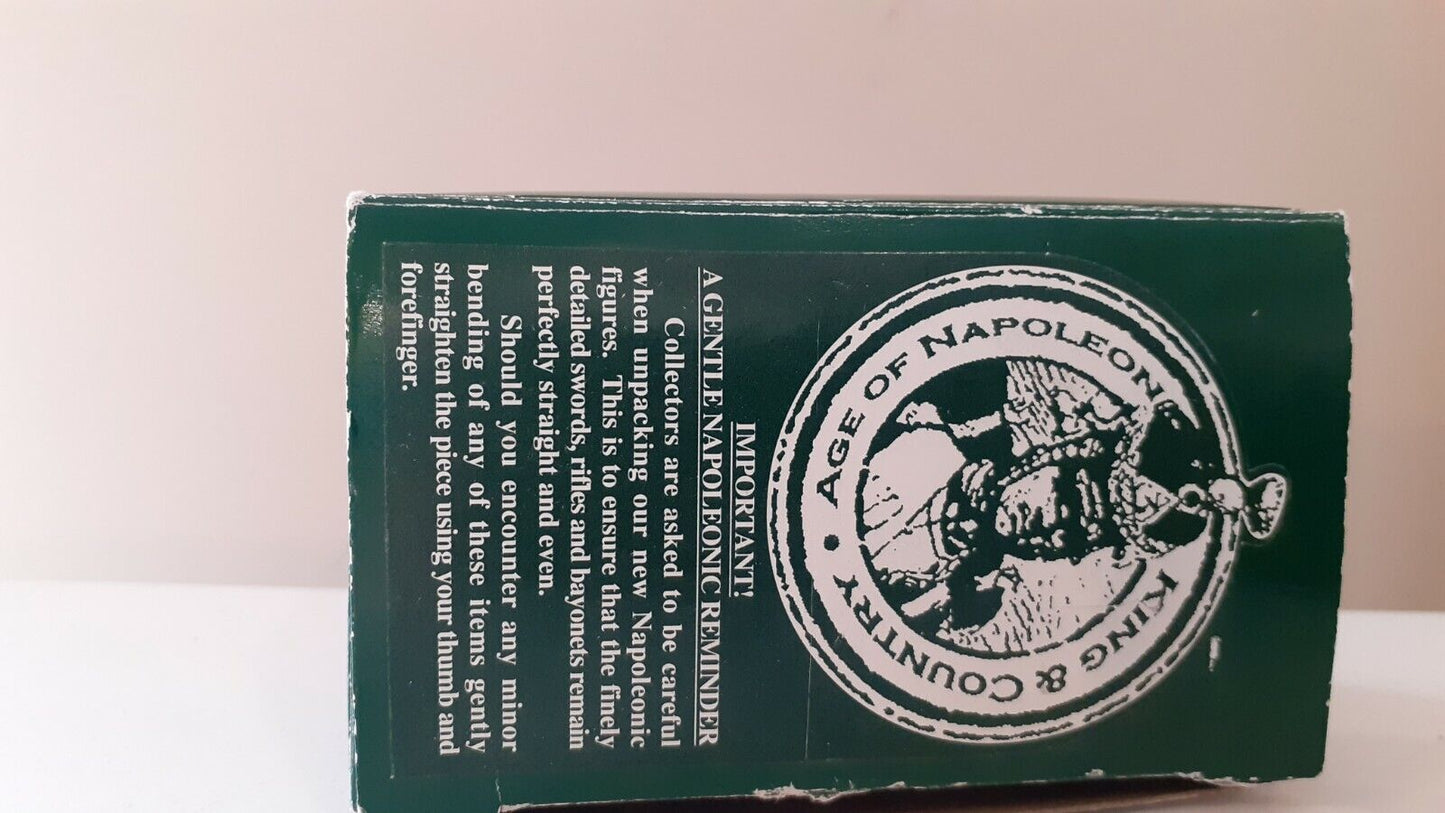 AGE OF NAPOLEON
KING & COUNTRY
IMPORTANT!
A GENTLE NAPOLEONIC REMINDER
Collectors are asked to be careful
when unpacking our new Napoleonic
figures. This is to ensure that the finely
detailed swords, rifles and bayonets remain
perfectly straight and even.
Should you encounter any minor
bending of any of these items gently
straighten the piece using your thumb and
forefinger.